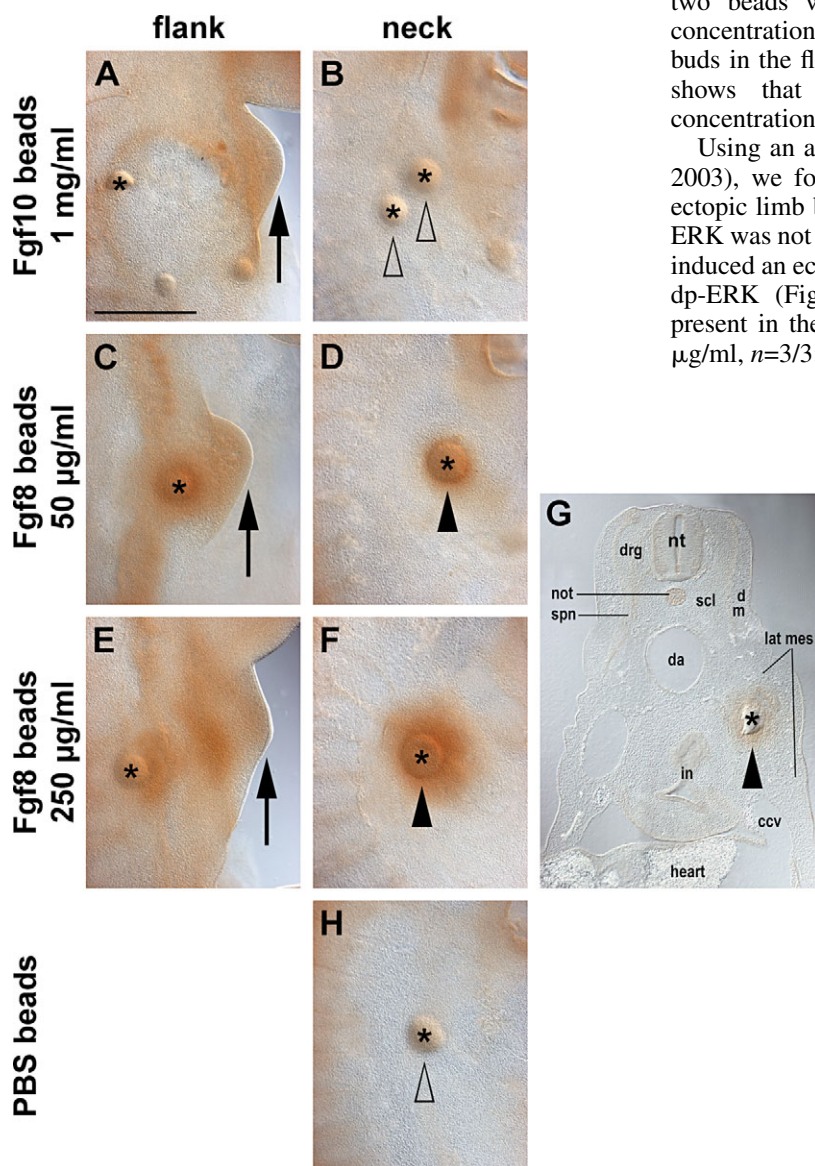 flank neck
two beads v
concentration
buds in the fl
shows that
concentration
Using an a
2003), we fo
ectopic limb b
ERK was not
induced an ec
dp-ERK (Fig
present in the
μg/ml, n=3/3
Fgf10 beads
1 mg/ml
A
*
B
*
*
Fgf8 beads
50 μg/ml
C
*
D
*
Fgf8 beads
250 μg/ml
E
*
F
*
G
nt
drg
not
spn
scl
d
m
lat mes
da
*
in
ccv
heart
PBS beads
H
*